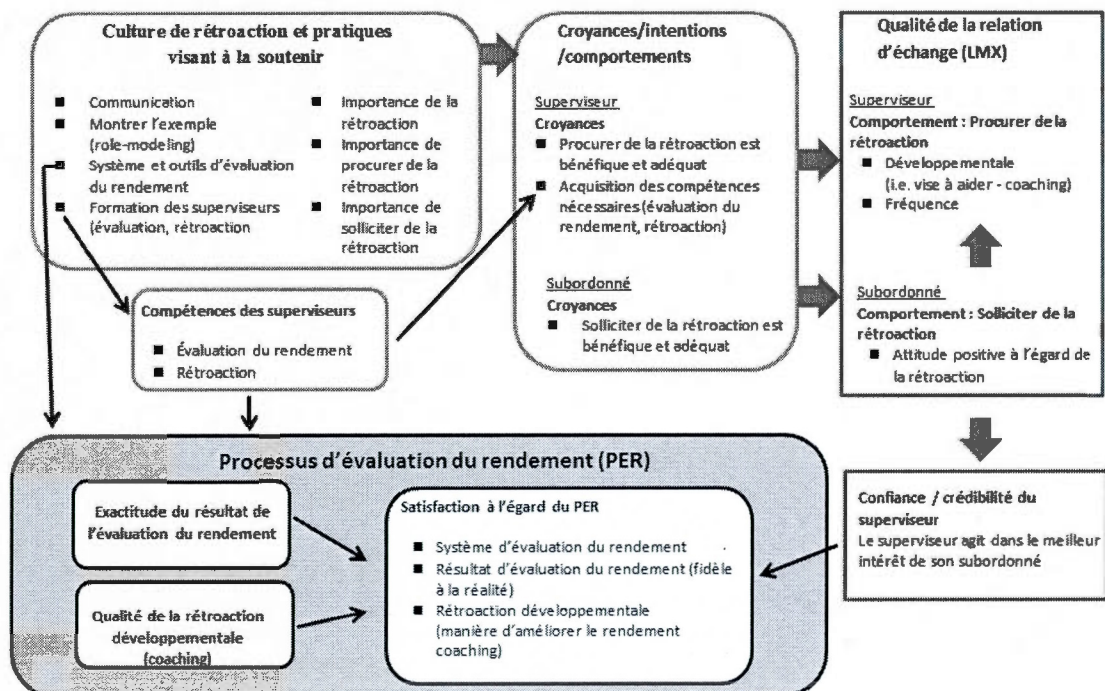 Culture de rétroaction et pratiques
visant à la soutenir
■ Communication
■ Montrer l'exemple
(role-modeling)
■ Système et outils d'évaluation
du rendement
■ Formation des superviseurs
(évaluation, rétroaction
■ Importance de la
rétroaction
■ Importance de
procurer de la
rétroaction
■ Importance de
solliciter de la
rétroaction
Croyances/intentions
/comportements
Superviseur
Croyances
■ Procurer de la rétroaction est
bénéfique et adéquat
■ Acquisition des compétences
nécessaires (évaluation du
rendement, rétroaction)
Subordonné
Croyances
■ Solliciter de la rétroaction est
bénéfique et adéquat
Qualité de la relation
d'échange (LMX)
Superviseur
Comportement : Procurer de la
rétroaction
■ Développementale
(i.e. vise à aider - coaching)
■ Fréquence
Subordonné
Comportement : Solliciter de la
rétroaction
■ Attitude positive à l'égard de
la rétroaction
Compétences des superviseurs
■ Évaluation du rendement
■ Rétroaction
Processus d'évaluation du rendement (PER)
Exactitude du résultat de
l'évaluation du rendement
Qualité de la rétroaction
développementale
(coaching)
Satisfaction à l'égard du PER
■ Système d'évaluation du rendement
■ Résultat d'évaluation du rendement (fidèle
à la réalité)
■ Rétroaction développementale
(manière d'améliorer le rendement
coaching)
Confiance / crédibilité du
superviseur
Le superviseur agit dans le meilleur
intérêt de son subordonné